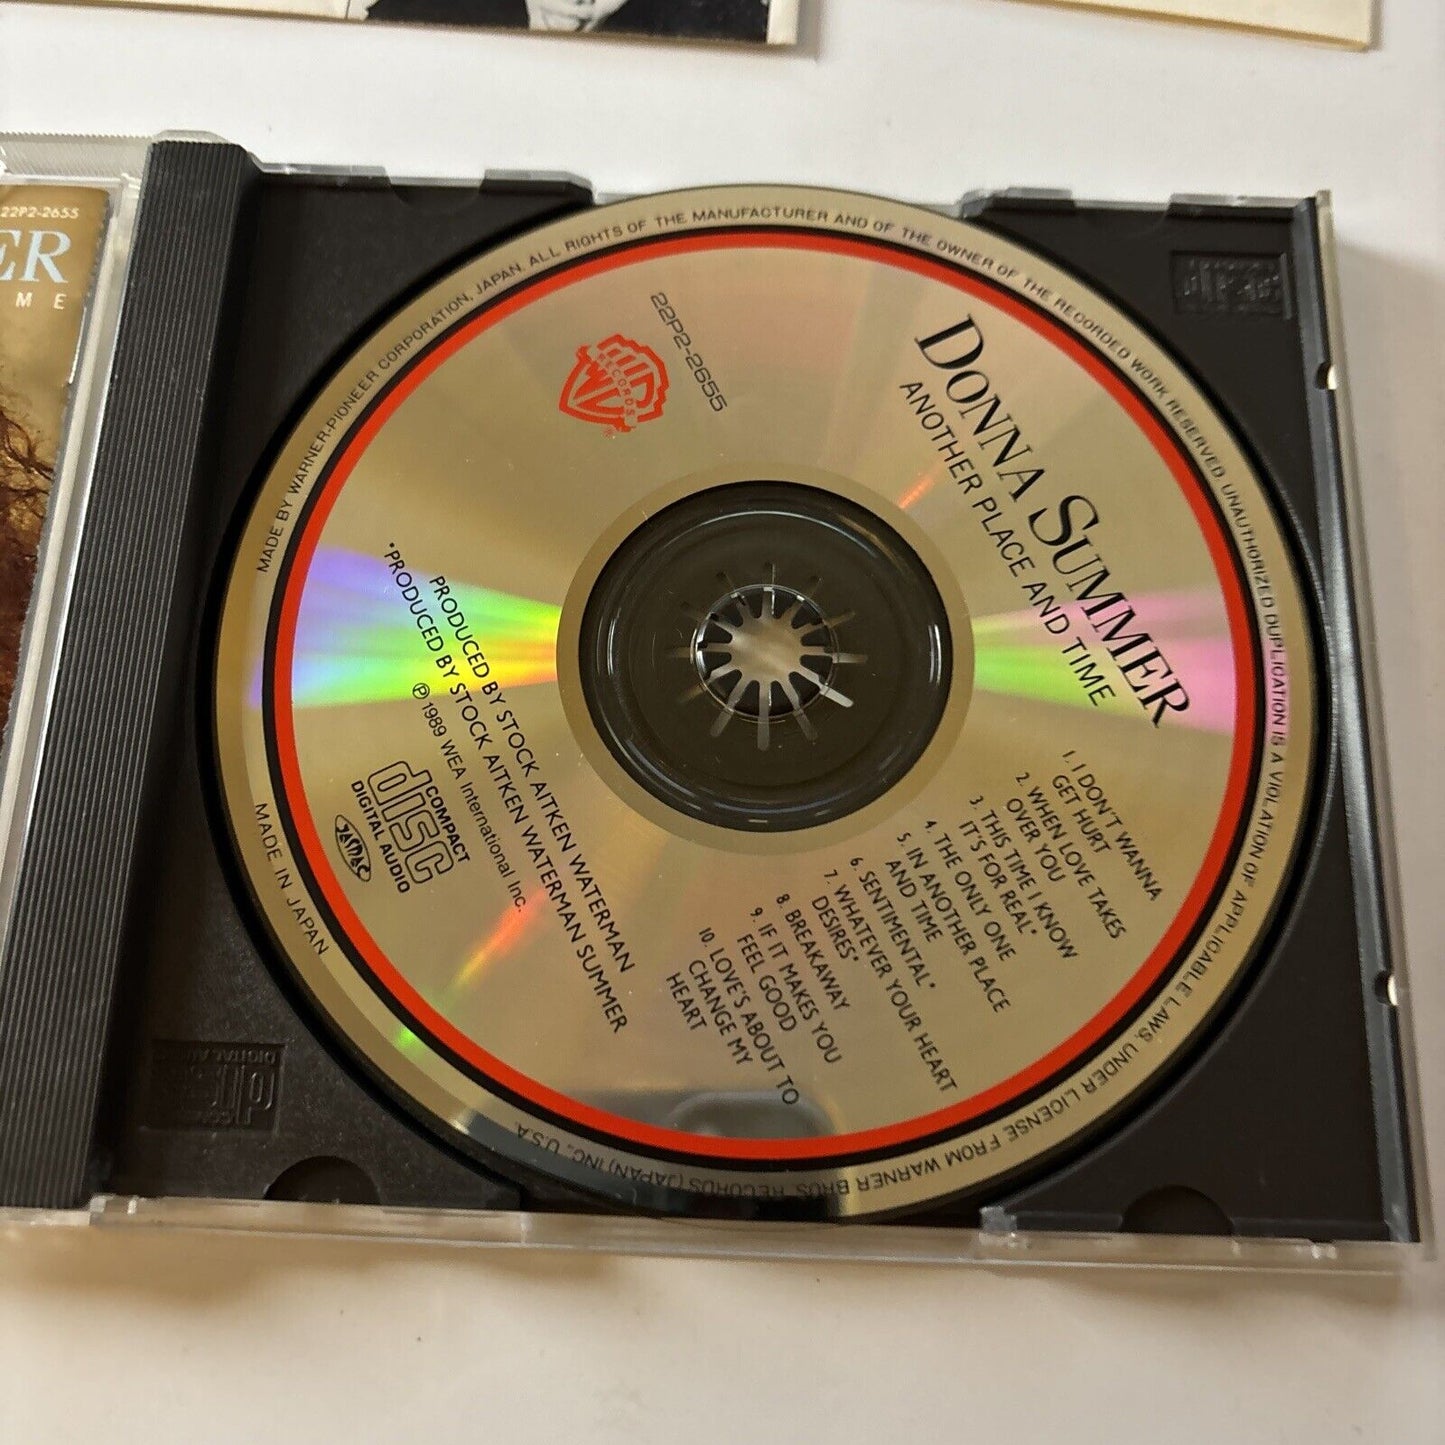 22P2-2655
ER
ME
MADE BY WARNER-PIONEER CORPORATION, JAPAN. ALL RIGHTS OF THE MANUFACTURER AND OF THE OWNER OF THE RECORDED WORK RESERVED. UNAUTHORIZED DUPLICATION IS A VIOLATION OF APPLICABLE LAWS. UNDER LICENSE FROM WARNER BROS. RECORDS (JAPAN) INC., U.S.A.
MADE IN JAPAN
22P2-2655
RECORDS
DONNA SUMMER
ANOTHER PLACE AND TIME
1. I DON'T WANNA
GET HURT
2. WHEN LOVE TAKES
OVER YOU
3. THIS TIME I KNOW
IT'S FOR REAL*
4. THE ONLY ONE
5. IN ANOTHER PLACE
AND TIME
6. SENTIMENTAL*
7. WHATEVER YOUR HEART
DESIRES*
8. BREAKAWAY
9. IF IT MAKES YOU
FEEL GOOD
10. LOVE'S ABOUT TO
CHANGE MY
HEART
PRODUCED BY STOCK AITKEN WATERMAN
*PRODUCED BY STOCK AITKEN WATERMAN SUMMER
℗1989 WEA International Inc.
COMPACT
disc
DIGITAL AUDIO